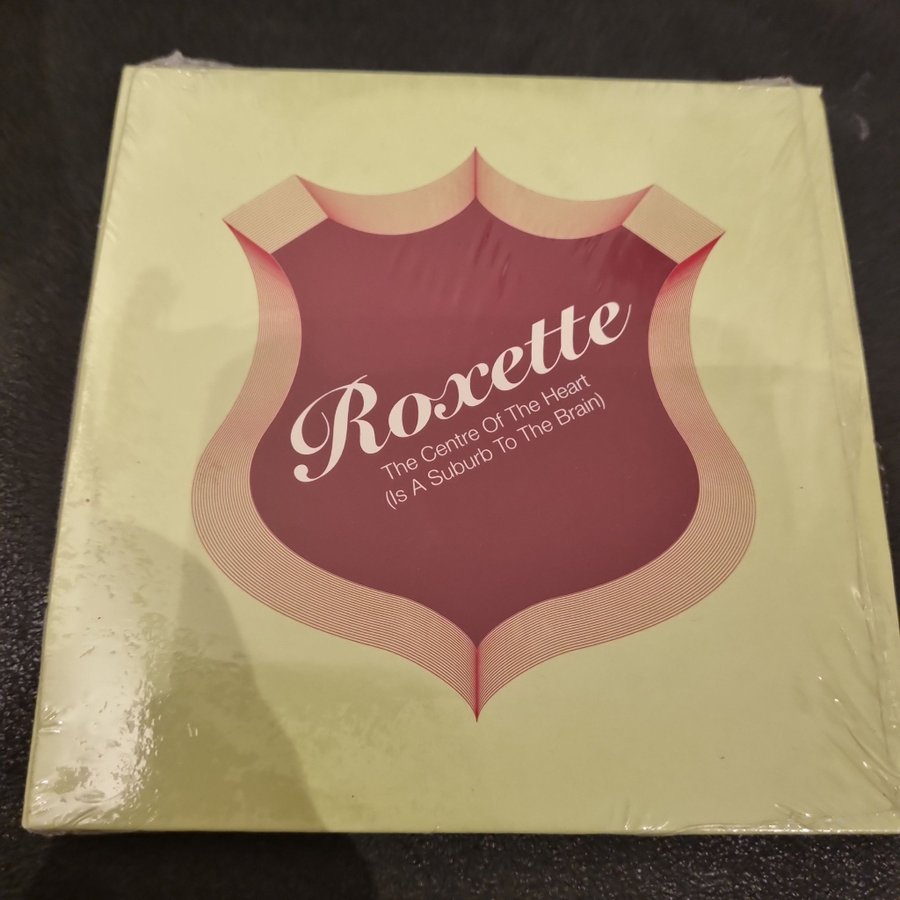 Roxette
The Centre Of The Heart
(Is A Suburb To The Brain)